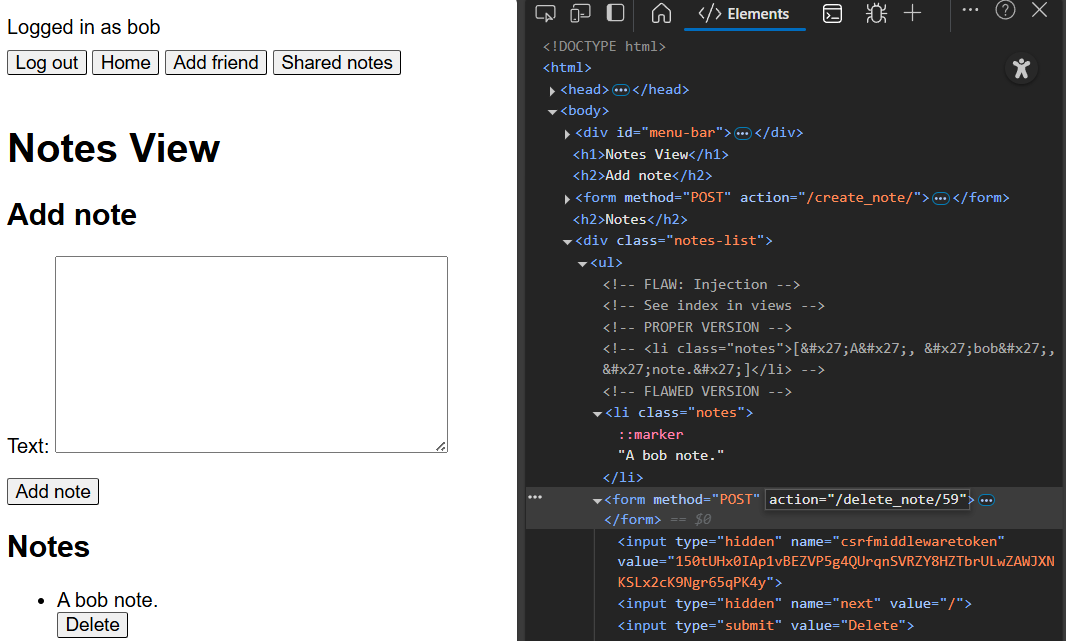 Logged in as bob
Log out Home Add friend Shared notes
Notes View
Add note
Text:
Add note
Notes
• A bob note.
Delete
</> Elements
<!DOCTYPE html>
<html>
<head> ••• </head>
<body>
<div id="menu-bar"> ••• </div>
<h1>Notes View</h1>
<h2>Add note</h2>
<form method="POST" action="/create_note/"> ••• </form>
<h2>Notes</h2>
<div class="notes-list">
<ul>
<!-- FLAW: Injection -->
<!-- See index in views -->
<!-- PROPER VERSION -->
<!-- <li class="notes">[&#x27;A&#x27;, &#x27;bob&#x27;,
&#x27;note.&#x27;]</li> -->
<!-- FLAWED VERSION -->
<li class="notes">
::marker
"A bob note."
</li>
<form method="POST" action="/delete_note/59"> •••
</form> == $0
<input type="hidden" name="csrfmiddlewaretoken"
value="150tUHx0IAp1vBEZVP5g4QUrqnSVRZY8HZTbrULwZAWJXN
KSLx2cK9Ngr65qPK4y">
<input type="hidden" name="next" value="/">
<input type="submit" value="Delete">